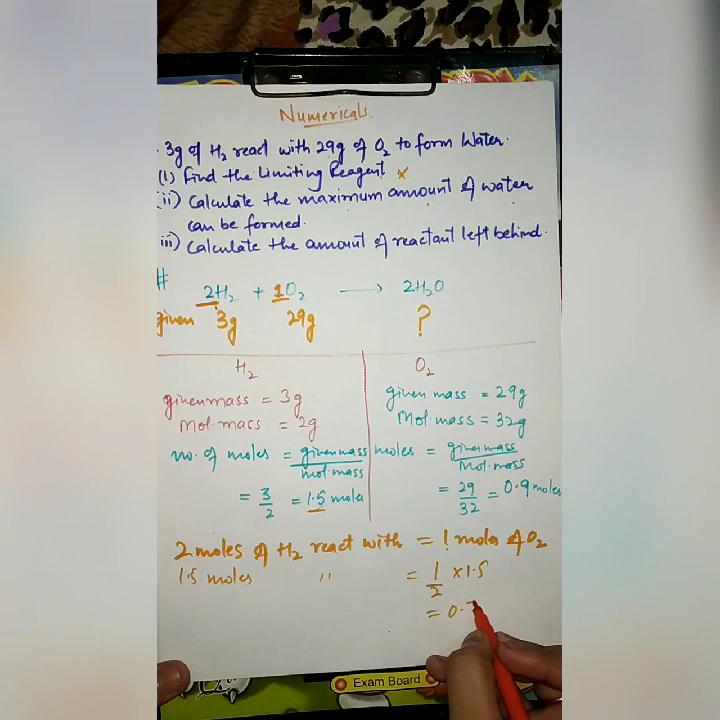 Numericals.
. 3g of H₂ react with 29g of O₂ to form Water.
(1) Find the Limiting Reagent ×
(ii) Calculate the maximum amount of water
can be formed.
iii) Calculate the amount of reactant left behind.
#
2H₂ + 1O₂ ⟶ 2H₂O
given 3g 29g ?
H₂
given mass = 3g
Mol. mass = 2g
no. of moles = given mass / mol mass
= 3/2 = 1.5 moles
O₂
given mass = 29g
Mol. mass = 32g
moles = given mass / Mol. mass
= 29/32 = 0.9 moles
2 moles of H₂ react with = 1 mole of O₂
1.5 moles " = 1/2 × 1.5
= 0.7
Exam Board